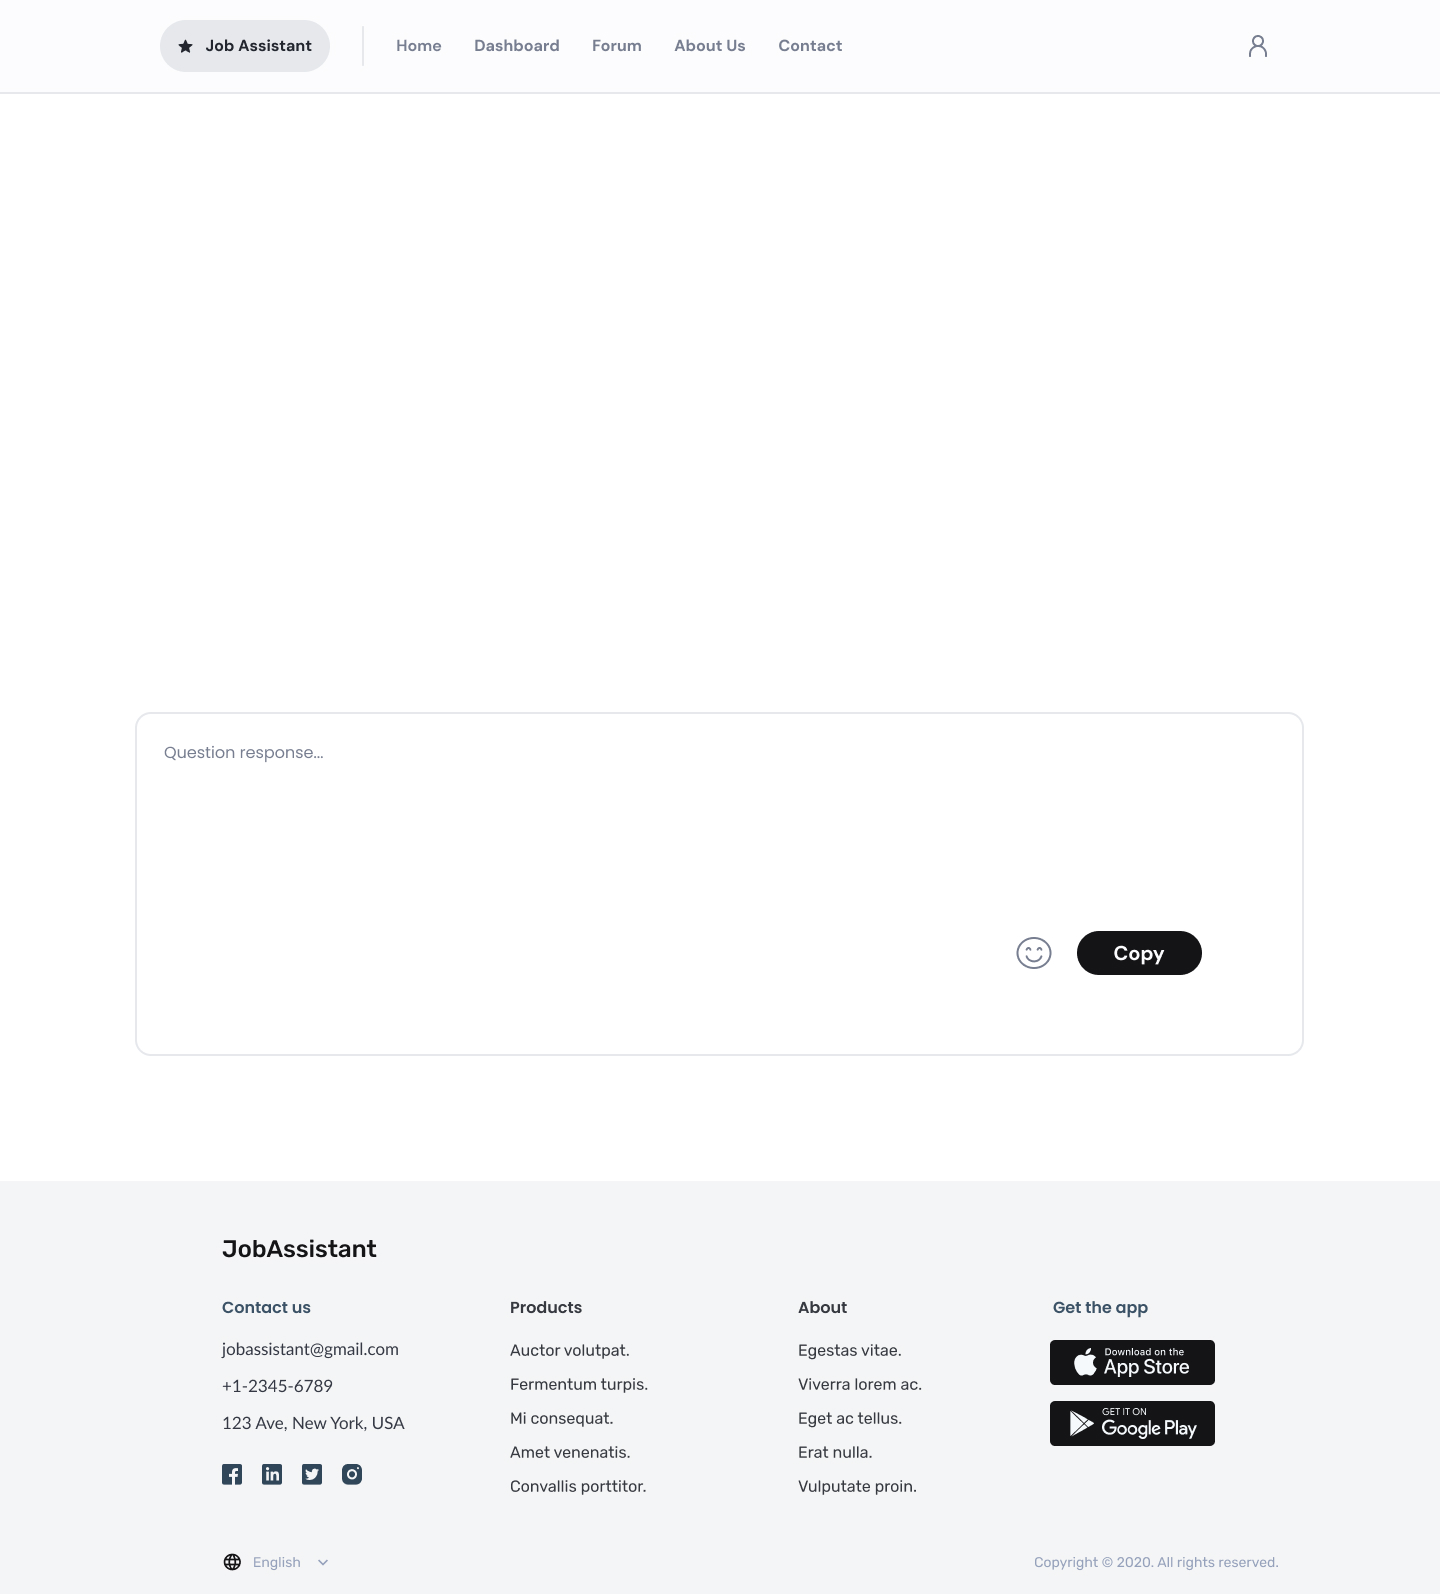 Job Assistant
Home
Dashboard
Forum
About Us
Contact
Question response...
Copy
JobAssistant
Contact us
jobassistant@gmail.com
+1-2345-6789
123 Ave, New York, USA
Products
Auctor volutpat.
Fermentum turpis.
Mi consequat.
Amet venenatis.
Convallis porttitor.
About
Egestas vitae.
Viverra lorem ac.
Eget ac tellus.
Erat nulla.
Vulputate proin.
Get the app
Download on the
App Store
GET IT ON
Google Play
English
Copyright © 2020. All rights reserved.